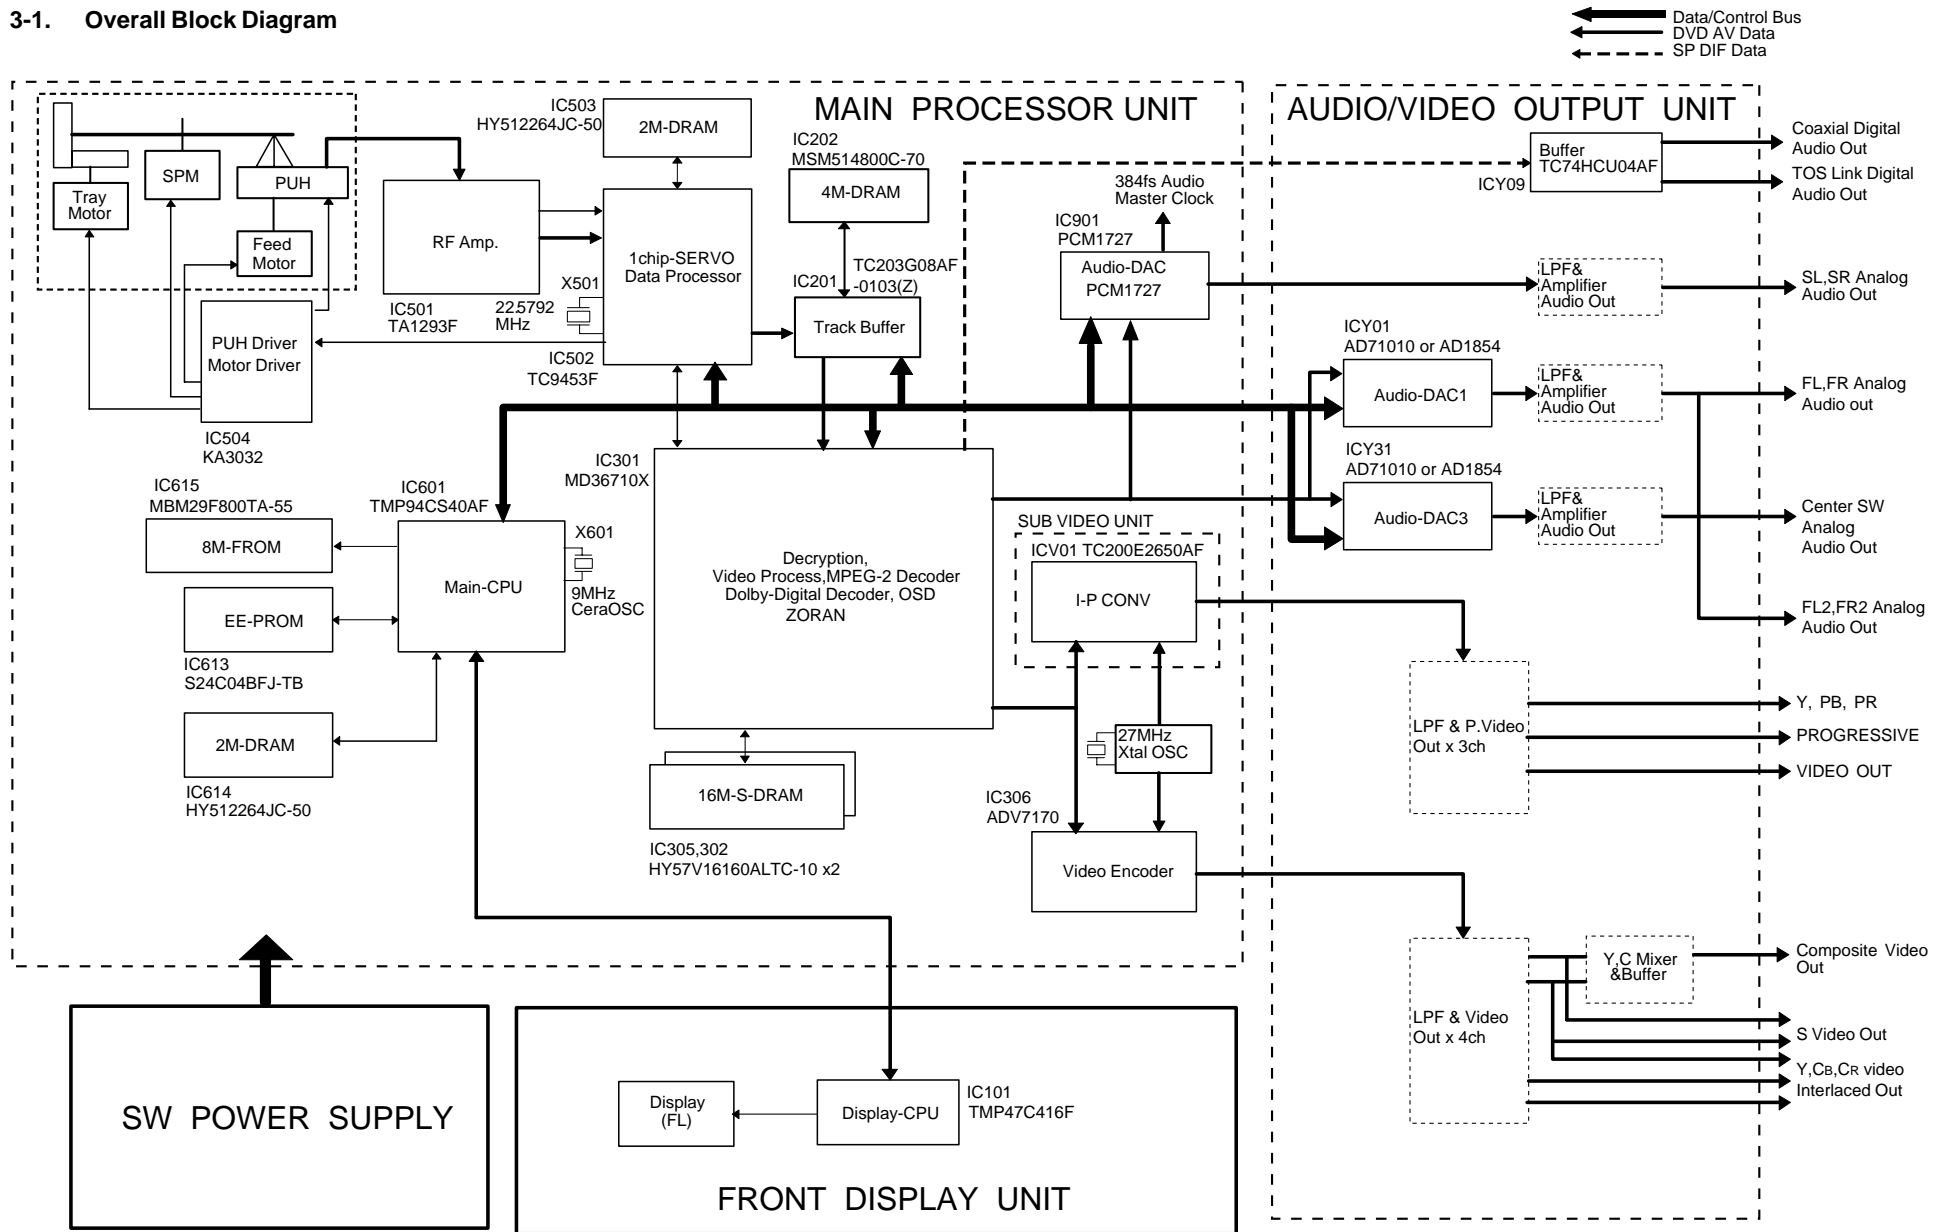 3-1. Overall Block Diagram
Data/Control Bus
DVD AV Data
SP DIF Data
MAIN PROCESSOR UNIT
AUDIO/VIDEO OUTPUT UNIT
Tray
Motor
SPM
PUH
Feed
Motor
RF Amp.
IC501
TA1293F
IC503
HY512264JC-50
2M-DRAM
1chip-SERVO
Data Processor
X501
22.5792
MHz
IC502
TC9453F
PUH Driver
Motor Driver
IC504
KA3032
IC202
MSM514800C-70
4M-DRAM
IC201
TC203G08AF
-0103(Z)
Track Buffer
384fs Audio
Master Clock
IC901
PCM1727
Audio-DAC
PCM1727
Buffer
TC74HCU04AF
ICY09
Coaxial Digital
Audio Out
TOS Link Digital
Audio Out
LPF&
Amplifier
Audio Out
SL,SR Analog
Audio Out
ICY01
AD71010 or AD1854
Audio-DAC1
LPF&
Amplifier
Audio Out
FL,FR Analog
Audio out
ICY31
AD71010 or AD1854
Audio-DAC3
LPF&
Amplifier
Audio Out
Center SW
Analog
Audio Out
FL2,FR2 Analog
Audio Out
IC615
MBM29F800TA-55
8M-FROM
EE-PROM
IC613
S24C04BFJ-TB
2M-DRAM
IC614
HY512264JC-50
IC601
TMP94CS40AF
Main-CPU
X601
9MHz
CeraOSC
IC301
MD36710X
Decryption,
Video Process,MPEG-2 Decoder
Dolby-Digital Decoder, OSD
ZORAN
16M-S-DRAM
IC305,302
HY57V16160ALTC-10 x2
SUB VIDEO UNIT
ICV01 TC200E2650AF
I-P CONV
27MHz
Xtal OSC
IC306
ADV7170
Video Encoder
LPF & P.Video
Out x 3ch
Y, PB, PR
PROGRESSIVE
VIDEO OUT
LPF & Video
Out x 4ch
Y,C Mixer
&Buffer
Composite Video
Out
S Video Out
Y,CB,CR video
Interlaced Out
SW POWER SUPPLY
Display
(FL)
Display-CPU
IC101
TMP47C416F
FRONT DISPLAY UNIT